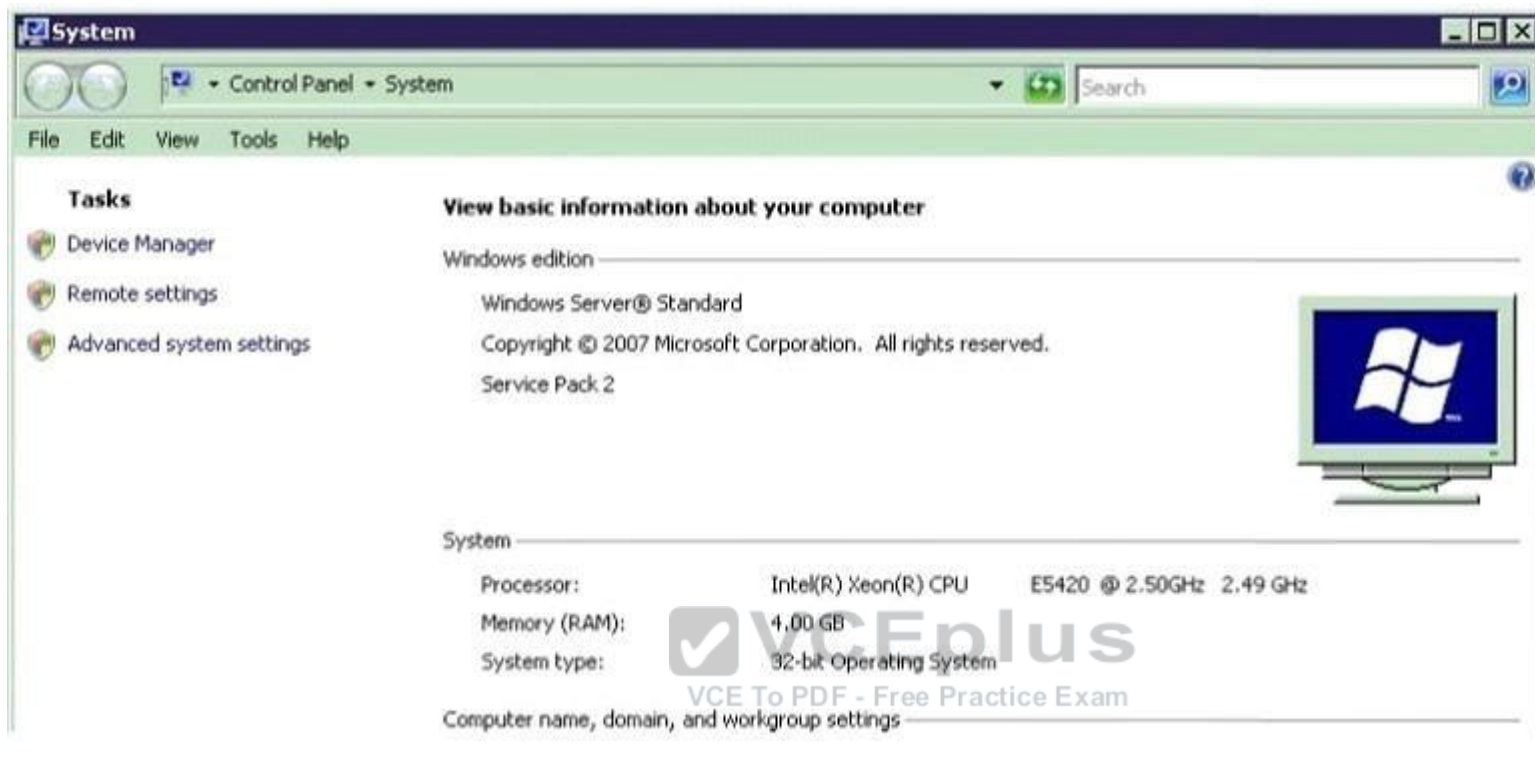 System
Control Panel System
Search
File Edit View Tools Help
Tasks
Device Manager
Remote settings
Advanced system settings
View basic information about your computer
Windows edition
Windows Server® Standard
Copyright © 2007 Microsoft Corporation. All rights reserved.
Service Pack 2
System
Processor: Intel(R) Xeon(R) CPU E5420 @ 2.50GHz 2.49 GHz
Memory (RAM): 4.00 GB
System type: 32-bit Operating System
VCEplus
VCE To PDF - Free Practice Exam
Computer name, domain, and workgroup settings